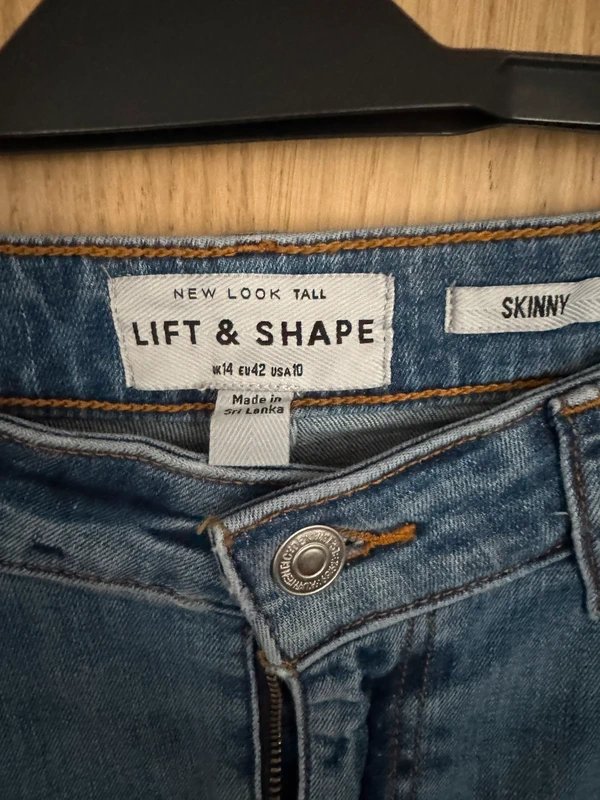 NEW LOOK TALL
LIFT & SHAPE
UK14 EU42 USA10
SKINNY
Made in
Sri Lanka